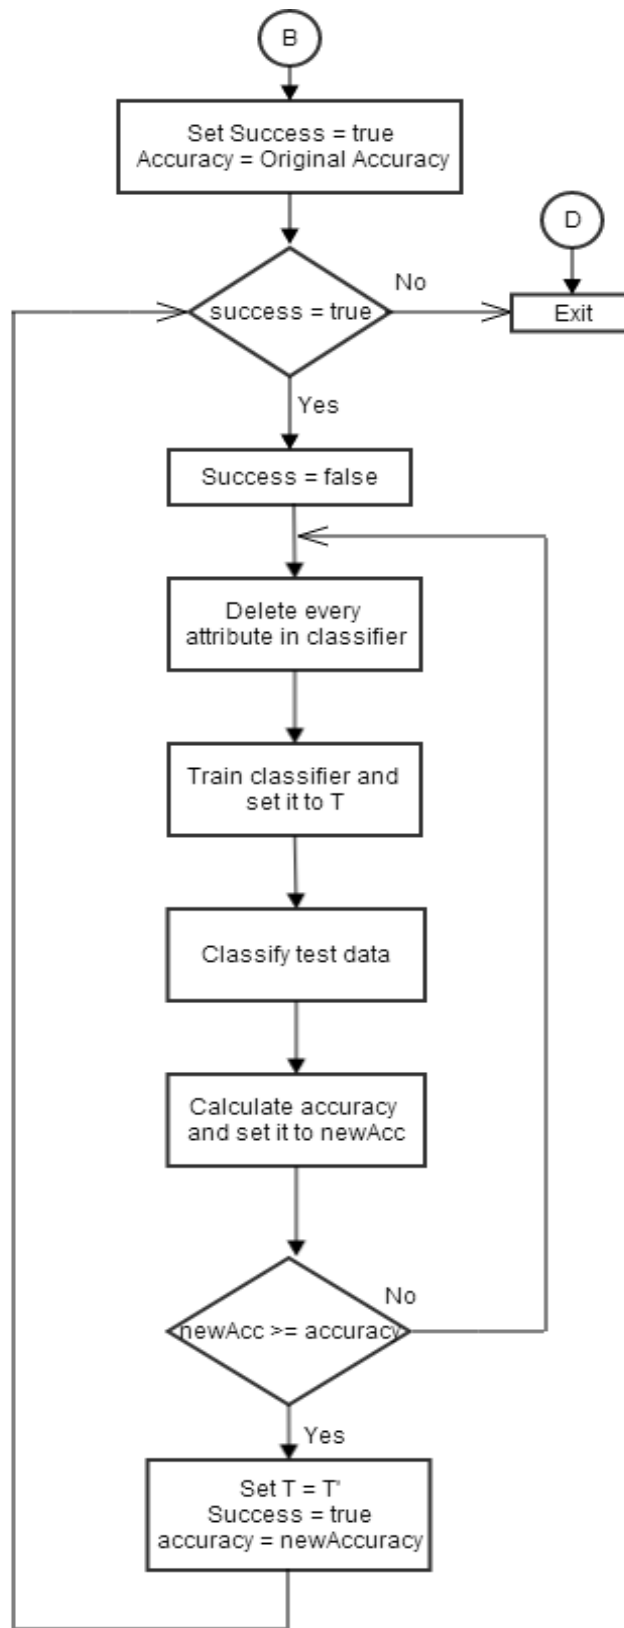 B
Set Success = true
Accuracy = Original Accuracy
D
success = true
No
Exit
Yes
Success = false
Delete every
attribute in classifier
Train classifier and
set it to T
Classify test data
Calculate accuracy
and set it to newAcc
No
newAcc >= accuracy
Yes
Set T = T'
Success = true
accuracy = newAccuracy